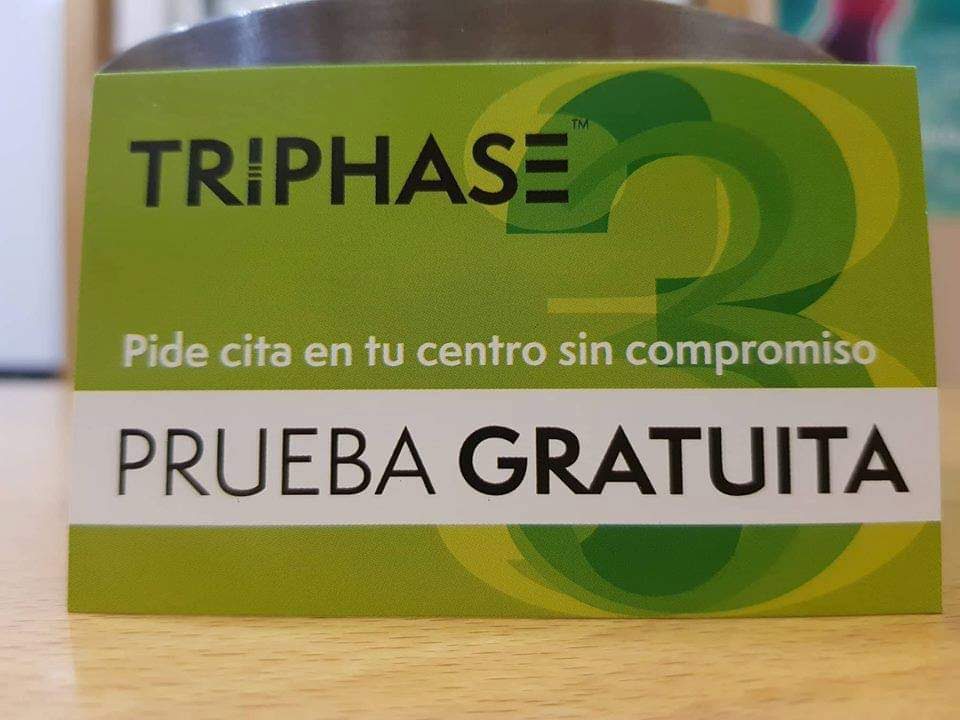 TRIPHASE™
Pide cita en tu centro sin compromiso
PRUEBA GRATUITA